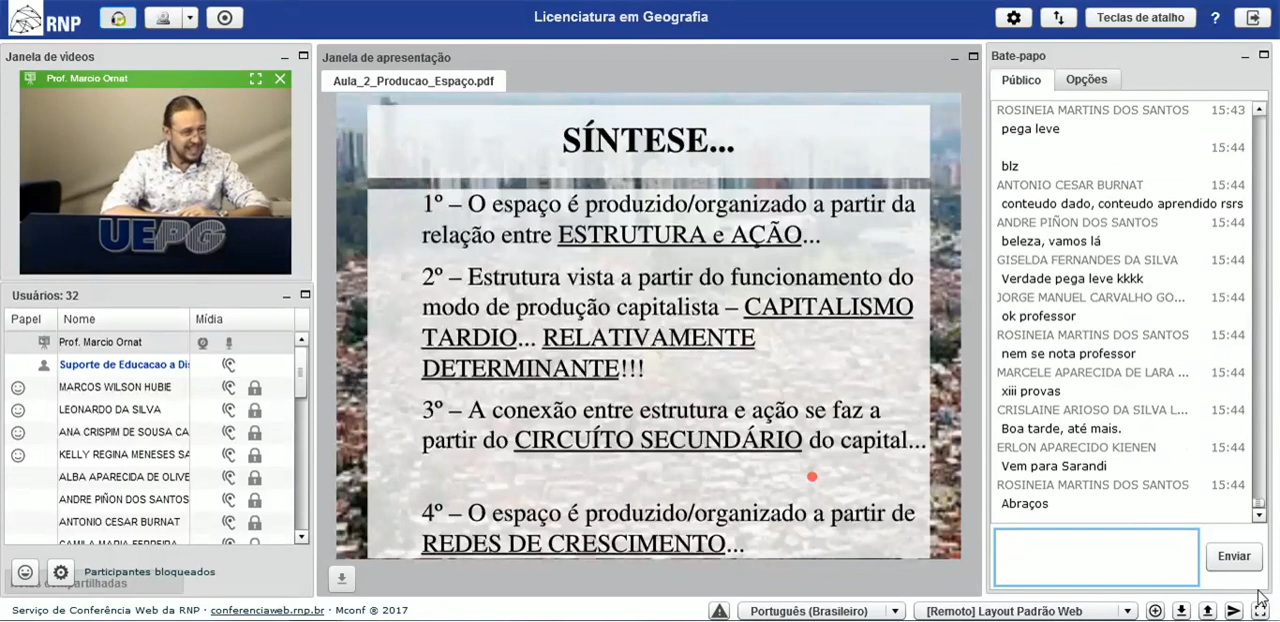 RNP
Licenciatura em Geografia
Teclas de atalho
?
Janela de vídeos
Prof. Marcio Ornat
UEPG
Usuários: 32
Papel Nome Mídia
Prof. Marcio Ornat
Suporte de Educacao a Di
MARCOS WILSON HUBIE
LEONARDO DA SILVA
ANA CRISPIM DE SOUSA CA
KELLY REGINA MENESES SA
ALBA APARECIDA DE OLIVE
ANDRE PIÑON DOS SANTOS
ANTONIO CESAR BURNAT
CAMILA MARIA FERREIRA
Participantes bloqueados
Janela de apresentação
Aula_2_Producao_Espaço.pdf
SÍNTESE...
1º – O espaço é produzido/organizado a partir da
relação entre ESTRUTURA e AÇÃO...
2º – Estrutura vista a partir do funcionamento do
modo de produção capitalista – CAPITALISMO
TARDIO... RELATIVAMENTE
DETERMINANTE!!!
3º – A conexão entre estrutura e ação se faz a
partir do CIRCUÍTO SECUNDÁRIO do capital...
4º – O espaço é produzido/organizado a partir de
REDES DE CRESCIMENTO...
Bate-papo
Público Opções
ROSINEIA MARTINS DOS SANTOS 15:43
pega leve
15:44
blz
ANTONIO CESAR BURNAT 15:44
conteudo dado, conteudo aprendido rsrs
ANDRE PIÑON DOS SANTOS 15:44
beleza, vamos lá
GISELDA FERNANDES DA SILVA 15:44
Verdade pega leve kkkk
JORGE MANUEL CARVALHO GO... 15:44
ok professor
ROSINEIA MARTINS DOS SANTOS 15:44
nem se nota professor
MARCELE APARECIDA DE LARA ... 15:44
xiii provas
CRISLAINE ARIOSO DA SILVA L... 15:44
Boa tarde, até mais.
ERLON APARECIDO KIENEN 15:44
Vem para Sarandi
ROSINEIA MARTINS DOS SANTOS 15:44
Abraços
Enviar
Serviço de Conferência Web da RNP · conferenciaweb.rnp.br · Mconf ® 2017
Português (Brasileiro)
[Remoto] Layout Padrão Web